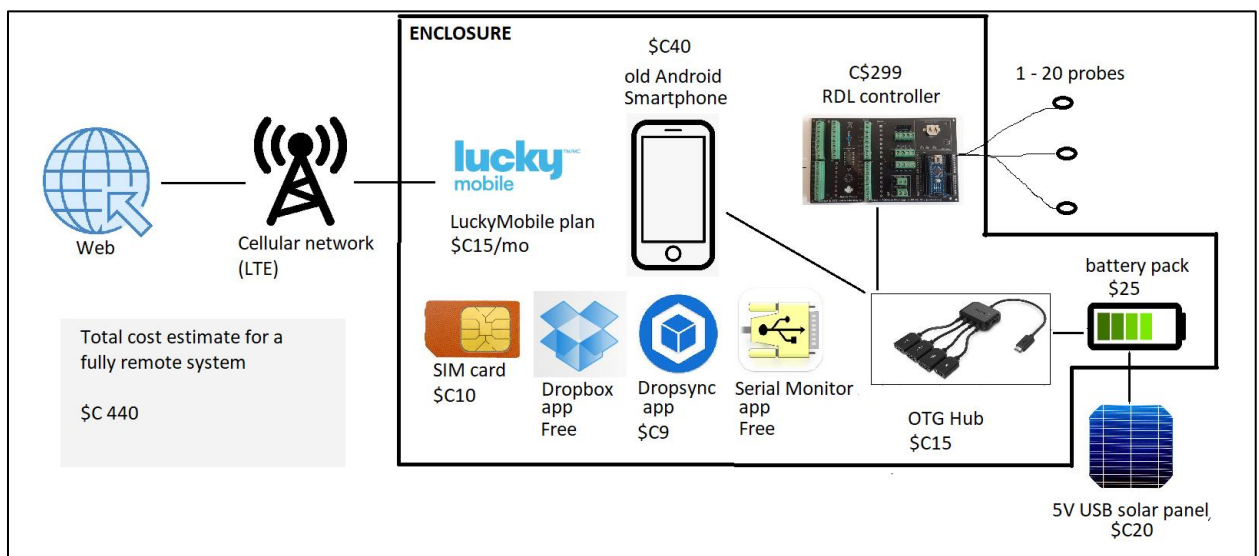 ENCLOSURE
$C40
old Android
Smartphone
C$299
RDL controller
1 - 20 probes
lucky
mobile
LuckyMobile plan
$C15/mo
Web
Cellular network
(LTE)
battery pack
$25
Total cost estimate for a
fully remote system
$C 440
SIM card
$C10
Dropbox
app
Free
Dropsync
app
$C9
Serial Monitor
app
Free
OTG Hub
$C15
5V USB solar panel,
$C20